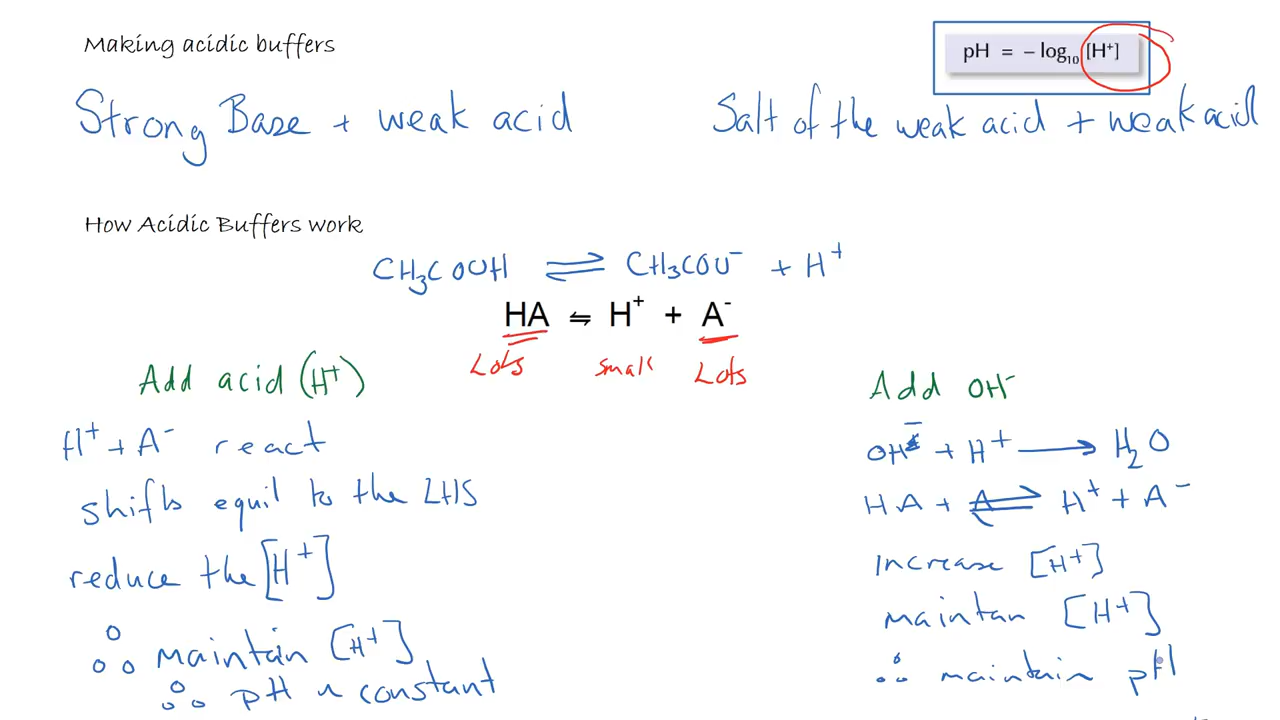 Making acidic buffers
pH = − log₁₀ [H⁺]
Strong Base + weak acid
Salt of the weak acid + weak acid
How Acidic Buffers work
CH₃COOH ⇌ CH₃COO⁻ + H⁺
HA ⇌ H⁺ + A⁻
Lots small Lots
Add acid (H⁺)
H⁺ + A⁻ react
shifts equil to the LHS
reduce the [H⁺]
∴ maintain [H⁺]
∴ pH ~ constant
Add OH⁻
OH⁻ + H⁺ → H₂O
HA + ⇌ H⁺ + A⁻
increase [H⁺]
maintan [H⁺]
∴ maintain pH